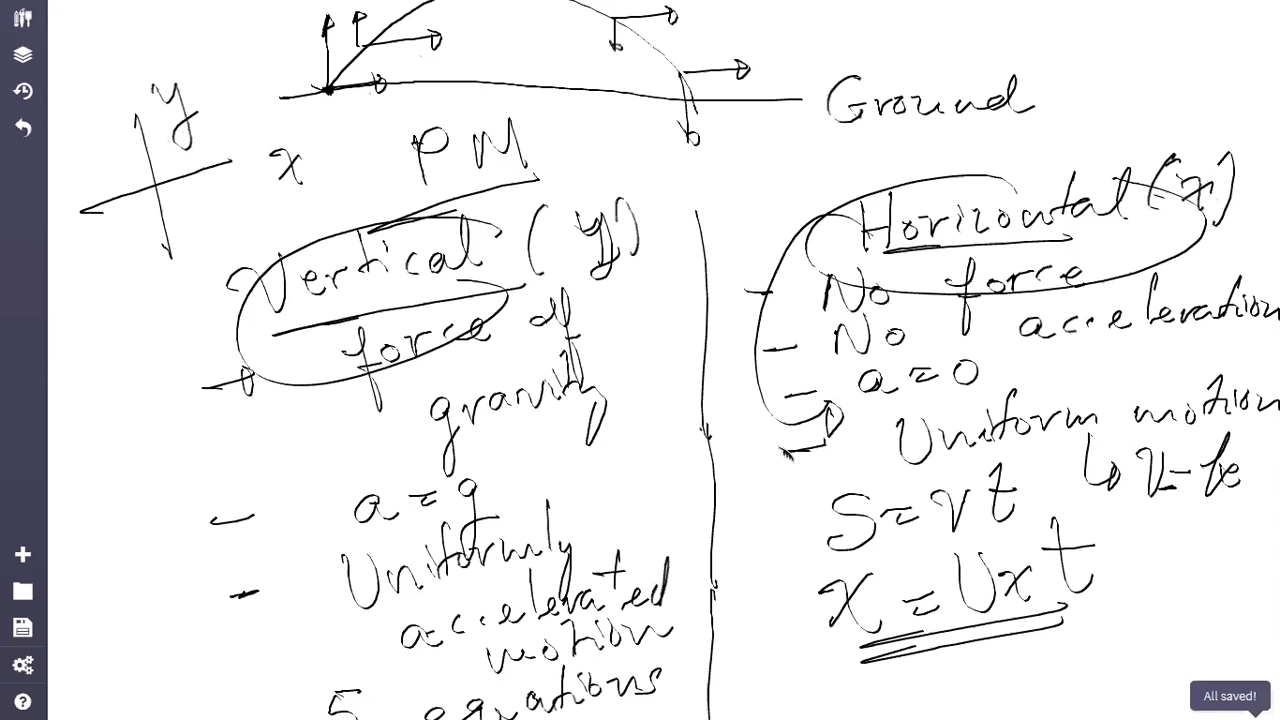 P P
Ground
y
x
PM
Vertical (y)
force of
gravity
- a = g
- Uniformly
accelerated
motion
5 equations
Horizontal (x)
- No force
- No acceleration
- a = 0
Uniform motion
S = vt
x = Ux t
All saved!
?